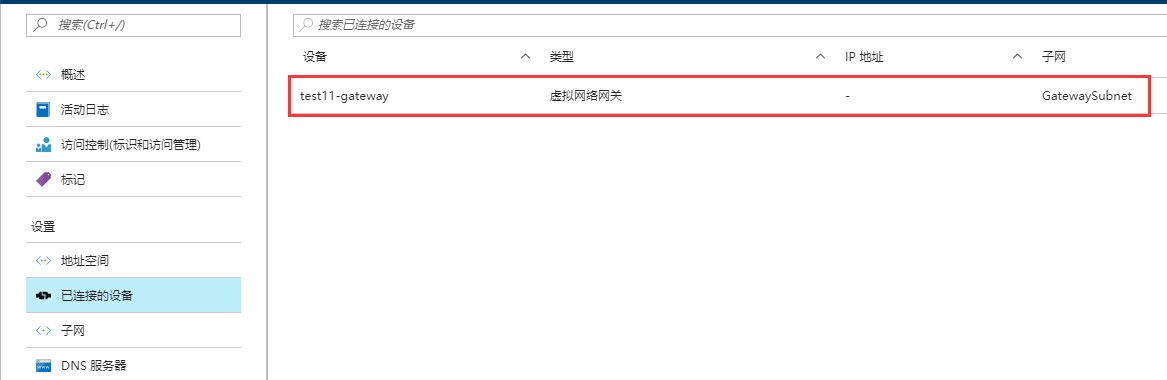 搜索(Ctrl+/)
概述
活动日志
访问控制(标识和访问管理)
标记
设置
地址空间
已连接的设备
子网
DNS 服务器
搜索已连接的设备
设备 类型 IP 地址 子网
test11-gateway 虚拟网络网关 - GatewaySubnet